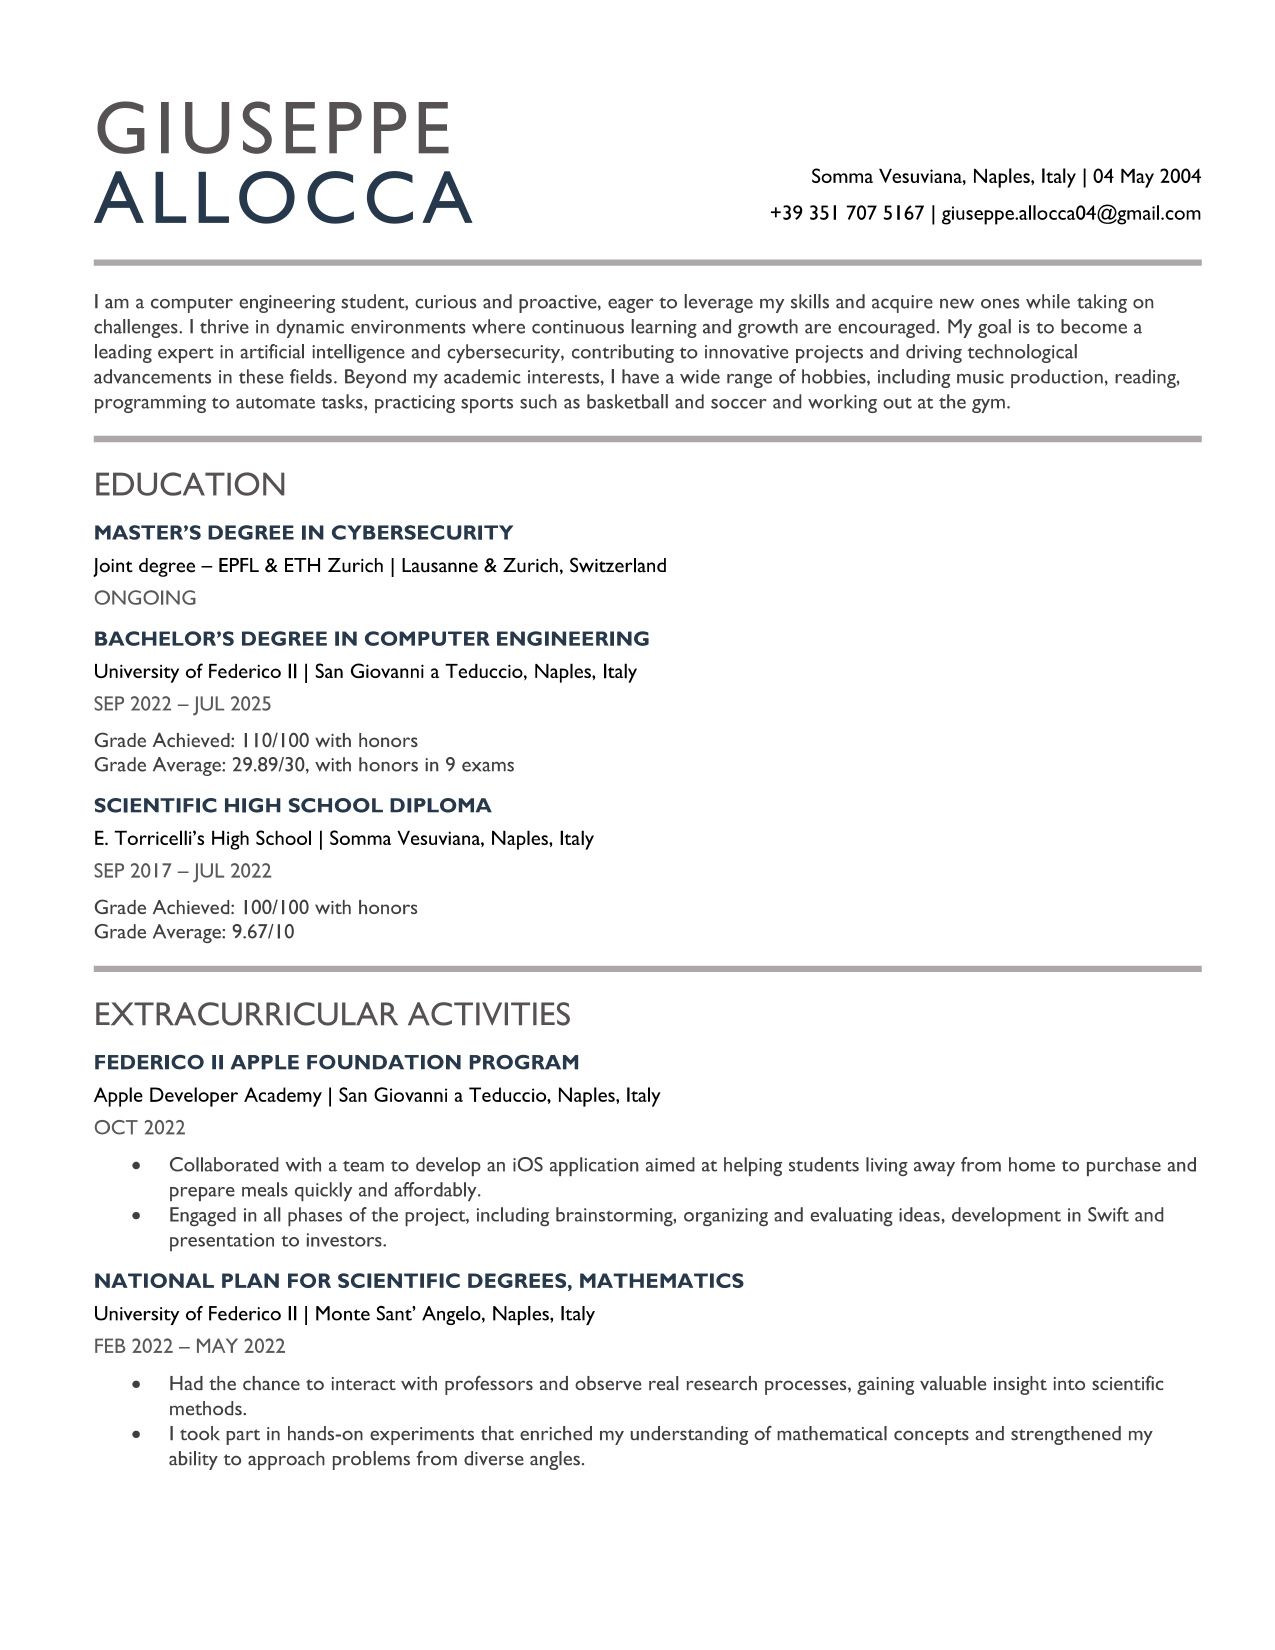 GIUSEPPE
ALLOCCA
Somma Vesuviana, Naples, Italy | 04 May 2004
+39 351 707 5167 | giuseppe.allocca04@gmail.com
I am a computer engineering student, curious and proactive, eager to leverage my skills and acquire new ones while taking on
challenges. I thrive in dynamic environments where continuous learning and growth are encouraged. My goal is to become a
leading expert in artificial intelligence and cybersecurity, contributing to innovative projects and driving technological
advancements in these fields. Beyond my academic interests, I have a wide range of hobbies, including music production, reading,
programming to automate tasks, practicing sports such as basketball and soccer and working out at the gym.
EDUCATION
MASTER’S DEGREE IN CYBERSECURITY
Joint degree – EPFL & ETH Zurich | Lausanne & Zurich, Switzerland
ONGOING
BACHELOR’S DEGREE IN COMPUTER ENGINEERING
University of Federico II | San Giovanni a Teduccio, Naples, Italy
SEP 2022 – JUL 2025
Grade Achieved: 110/100 with honors
Grade Average: 29.89/30, with honors in 9 exams
SCIENTIFIC HIGH SCHOOL DIPLOMA
E. Torricelli’s High School | Somma Vesuviana, Naples, Italy
SEP 2017 – JUL 2022
Grade Achieved: 100/100 with honors
Grade Average: 9.67/10
EXTRACURRICULAR ACTIVITIES
FEDERICO II APPLE FOUNDATION PROGRAM
Apple Developer Academy | San Giovanni a Teduccio, Naples, Italy
OCT 2022
• Collaborated with a team to develop an iOS application aimed at helping students living away from home to purchase and
prepare meals quickly and affordably.
• Engaged in all phases of the project, including brainstorming, organizing and evaluating ideas, development in Swift and
presentation to investors.
NATIONAL PLAN FOR SCIENTIFIC DEGREES, MATHEMATICS
University of Federico II | Monte Sant’ Angelo, Naples, Italy
FEB 2022 – MAY 2022
• Had the chance to interact with professors and observe real research processes, gaining valuable insight into scientific
methods.
• I took part in hands-on experiments that enriched my understanding of mathematical concepts and strengthened my
ability to approach problems from diverse angles.